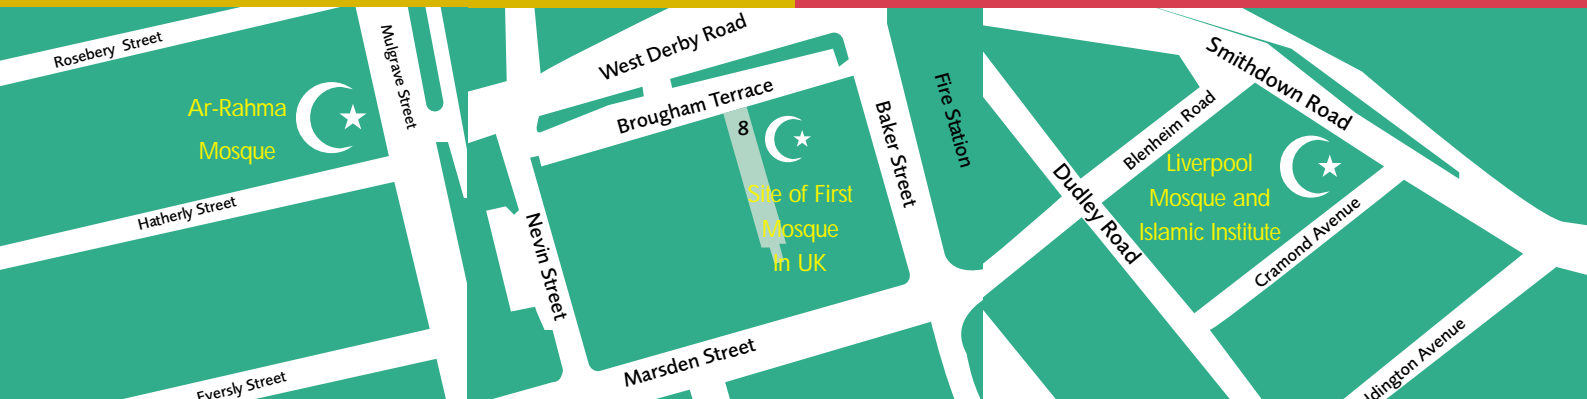 Rosebery Street
Mulgrave Street
Ar-Rahma
Mosque
Hatherly Street
Eversly Street
West Derby Road
Brougham Terrace
8
Site of First
Mosque
in UK
Nevin Street
Marsden Street
Baker Street
Fire Station
Smithdown Road
Blenheim Road
Liverpool
Mosque and
Islamic Institute
Dudley Road
Cramond Avenue
dington Avenue